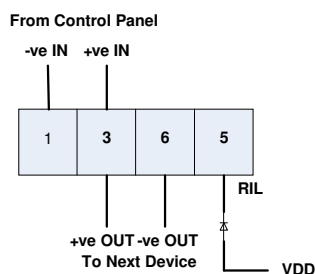 From Control Panel
-ve IN +ve IN
1 3 6 5
RIL
+ve OUT -ve OUT
To Next Device
VDD